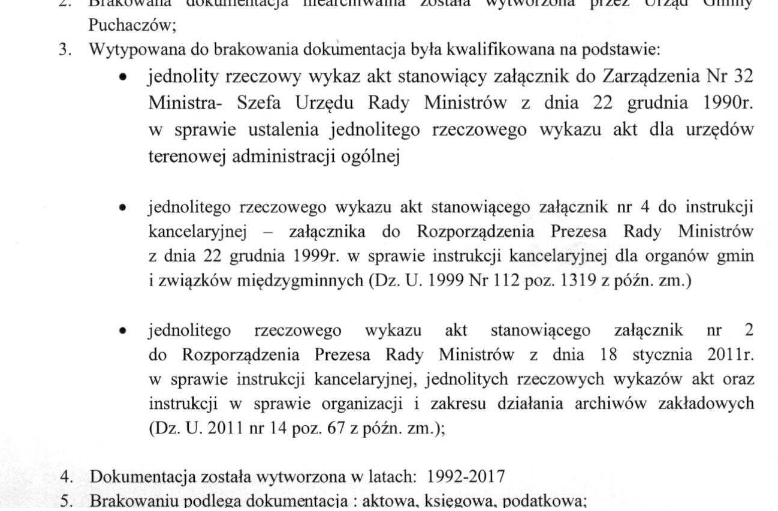 2. Brakowana dokumentacja niearchiwalna została wytworzona przez Urząd Gminy
Puchaczów;
3. Wytypowana do brakowania dokumentacja była kwalifikowana na podstawie:
• jednolity rzeczowy wykaz akt stanowiący załącznik do Zarządzenia Nr 32
Ministra- Szefa Urzędu Rady Ministrów z dnia 22 grudnia 1990r.
w sprawie ustalenia jednolitego rzeczowego wykazu akt dla urzędów
terenowej administracji ogólnej
• jednolitego rzeczowego wykazu akt stanowiącego załącznik nr 4 do instrukcji
kancelaryjnej – załącznika do Rozporządzenia Prezesa Rady Ministrów
z dnia 22 grudnia 1999r. w sprawie instrukcji kancelaryjnej dla organów gmin
i związków międzygminnych (Dz. U. 1999 Nr 112 poz. 1319 z późn. zm.)
• jednolitego rzeczowego wykazu akt stanowiącego załącznik nr 2
do Rozporządzenia Prezesa Rady Ministrów z dnia 18 stycznia 2011r.
w sprawie instrukcji kancelaryjnej, jednolitych rzeczowych wykazów akt oraz
instrukcji w sprawie organizacji i zakresu działania archiwów zakładowych
(Dz. U. 2011 nr 14 poz. 67 z późn. zm.);
4. Dokumentacja została wytworzona w latach: 1992-2017
5. Brakowaniu podlega dokumentacja : aktowa, księgowa, podatkowa;